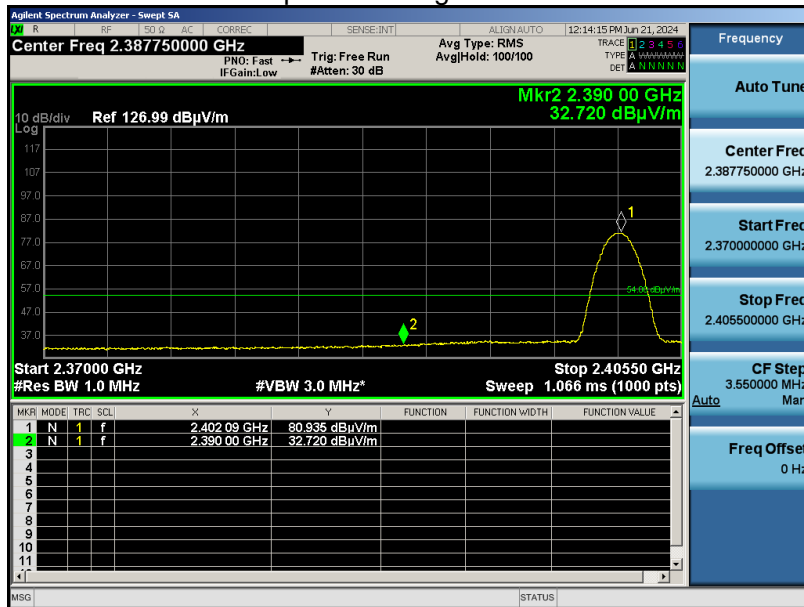 Agilent Spectrum Analyzer - Swept SA
LXI R RF 50 Ω AC CORREC SENSE:INT ALIGN AUTO 12:14:15 PM Jun 21, 2024
Center Freq 2.387750000 GHz
PNO: Fast
IFGain:Low
Trig: Free Run
#Atten: 30 dB
Avg Type: RMS
Avg|Hold: 100/100
TRACE 1 2 3 4 5 6
TYPE A WWWWW
DET A N N N N N
Mkr2 2.390 00 GHz
32.720 dBµV/m
10 dB/div Ref 126.99 dBµV/m
Log
117
107
97.0
87.0
77.0
67.0
57.0
47.0
37.0
1
2
54.00 dBµV/m
Start 2.37000 GHz Stop 2.40550 GHz
#Res BW 1.0 MHz #VBW 3.0 MHz* Sweep 1.066 ms (1000 pts)
MKR MODE TRC SCL X Y FUNCTION FUNCTION WIDTH FUNCTION VALUE
1 N 1 f 2.402 09 GHz 80.935 dBµV/m
2 N 1 f 2.390 00 GHz 32.720 dBµV/m
3
4
5
6
7
8
9
10
11
MSG STATUS
Frequency
Auto Tune
Center Freq
2.387750000 GHz
Start Freq
2.370000000 GHz
Stop Freq
2.405500000 GHz
CF Step
3.550000 MHz
Auto Man
Freq Offset
0 Hz